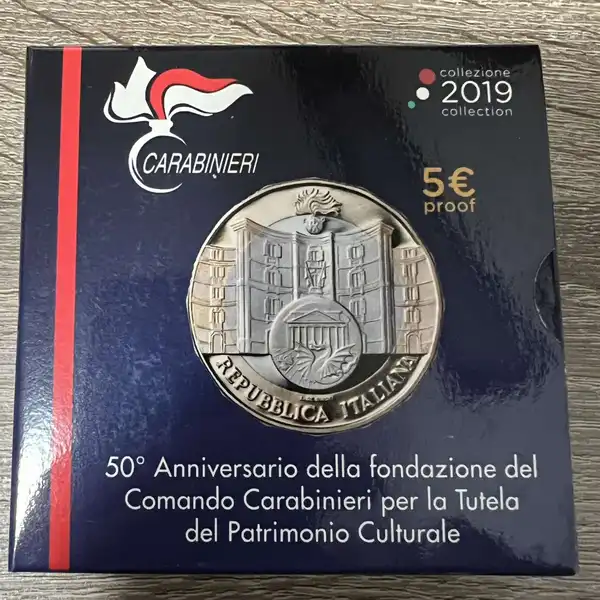 CARABINIERI
collezione
2019
collection
5€
proof
REPUBBLICA ITALIANA
50° Anniversario della fondazione del
Comando Carabinieri per la Tutela
del Patrimonio Culturale